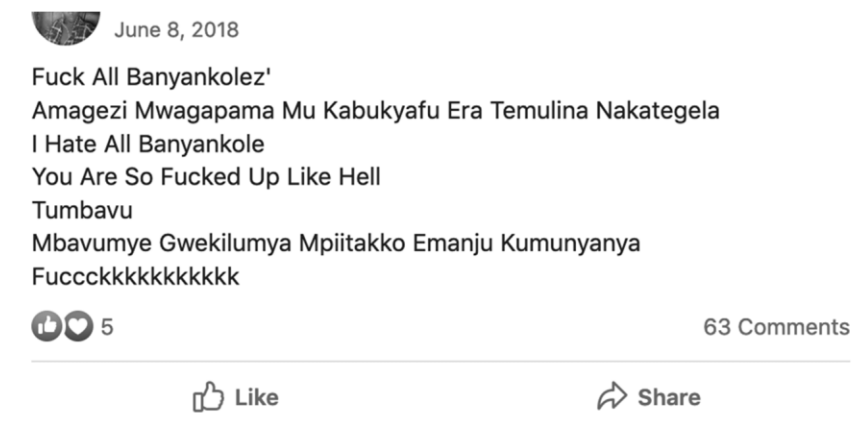 June 8, 2018
Fuck All Banyankolez'
Amagezi Mwagapama Mu Kabukyafu Era Temulina Nakategela
I Hate All Banyankole
You Are So Fucked Up Like Hell
Tumbavu
Mbavumye Gwekilumya Mpiitakko Emanju Kumunyanya
Fuccckkkkkkkkkkk
5
63 Comments
Like
Share